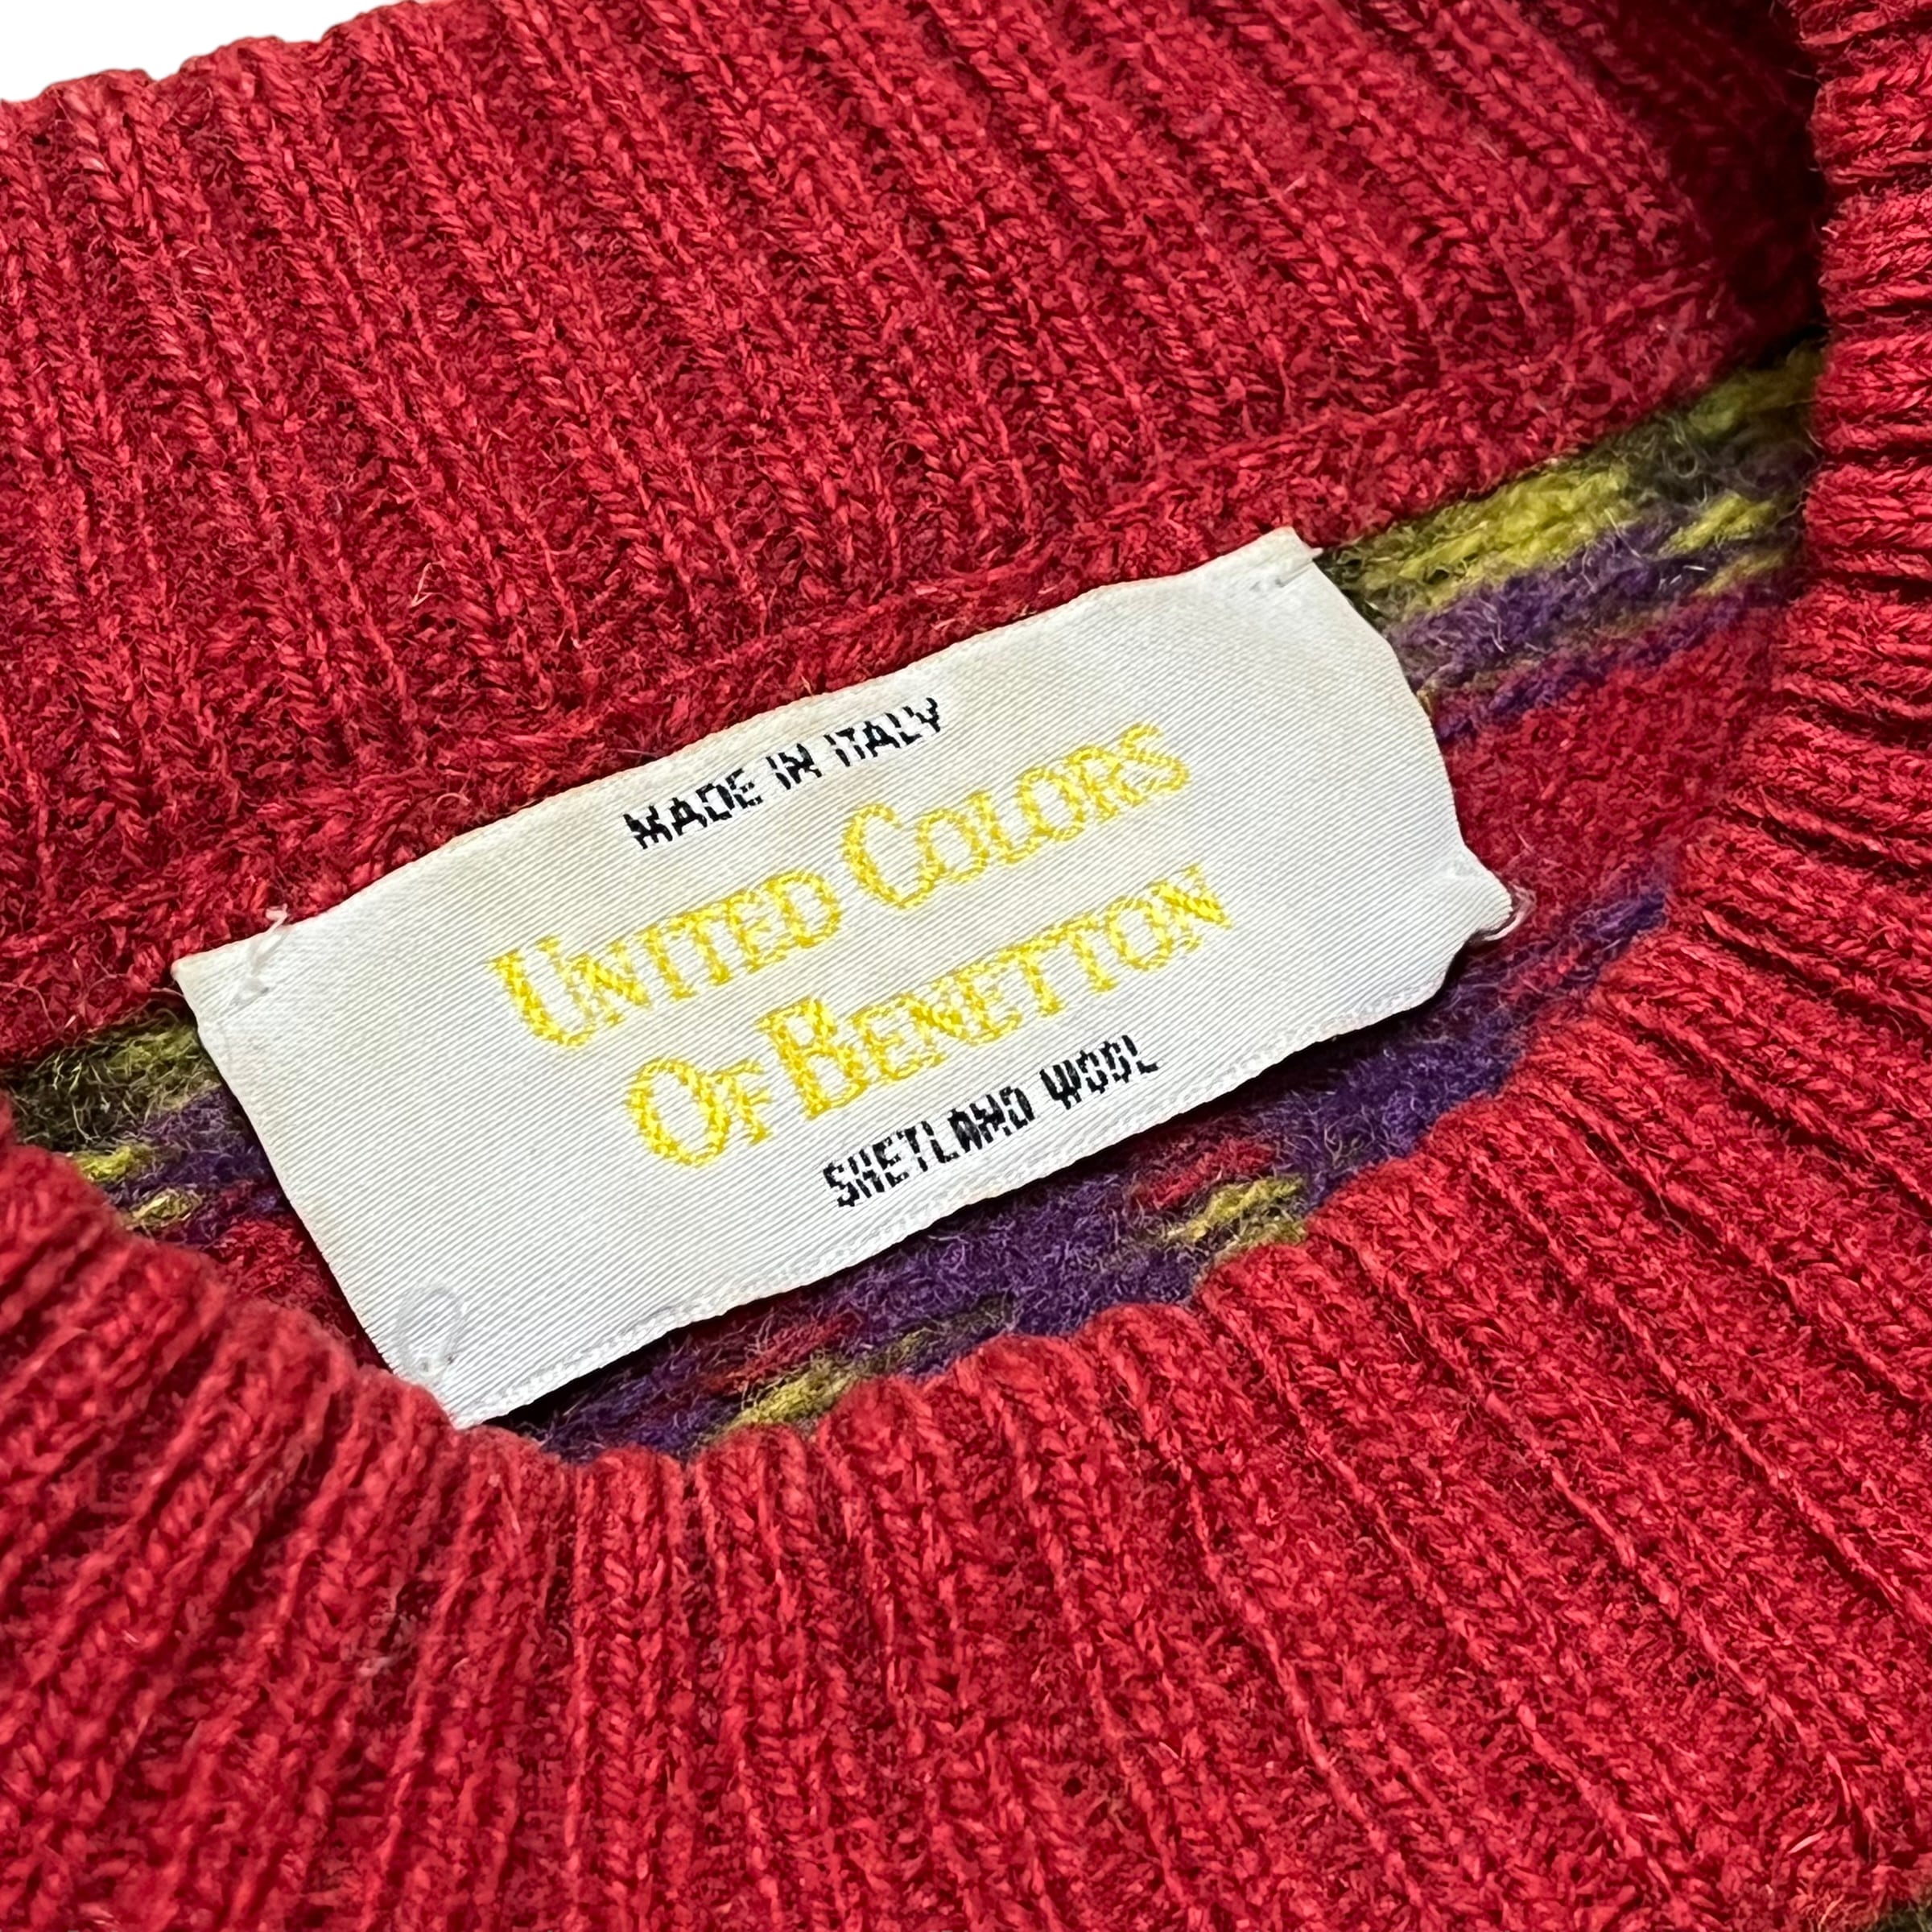 MADE IN ITALY
UNITED COLORS
OF BENETTON
SHETLAND WOOL